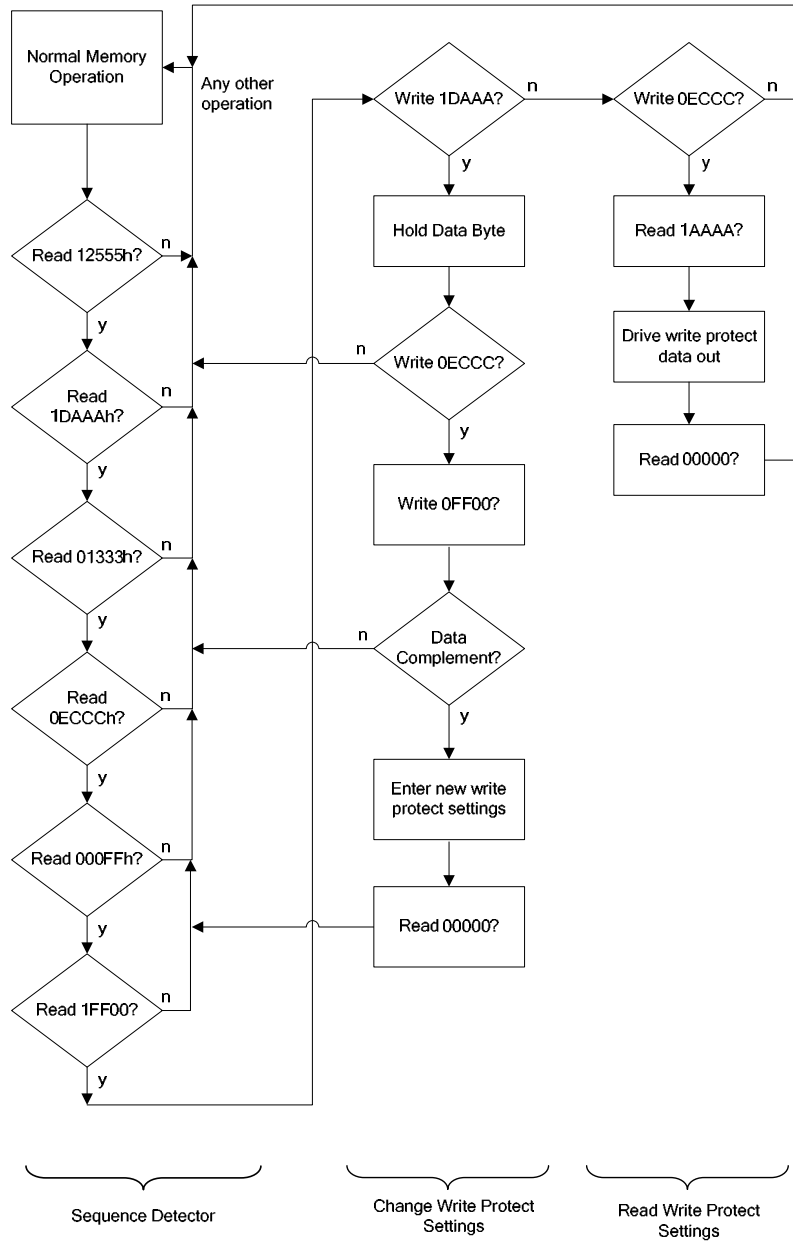 Normal Memory
Operation
Any other
operation
Read 12555h?
n
y
Read
1DAAAh?
n
y
Read 01333h?
n
y
Read
0ECCCh?
n
y
Read 000FFh?
n
y
Read 1FF00?
n
y
Sequence Detector
Write 1DAAA?
n
y
Hold Data Byte
Write 0ECCC?
n
y
Write 0FF00?
Data
Complement?
n
y
Enter new write
protect settings
Read 00000?
Change Write Protect
Settings
Write 0ECCC?
n
y
Read 1AAAA?
Drive write protect
data out
Read 00000?
Read Write Protect
Settings